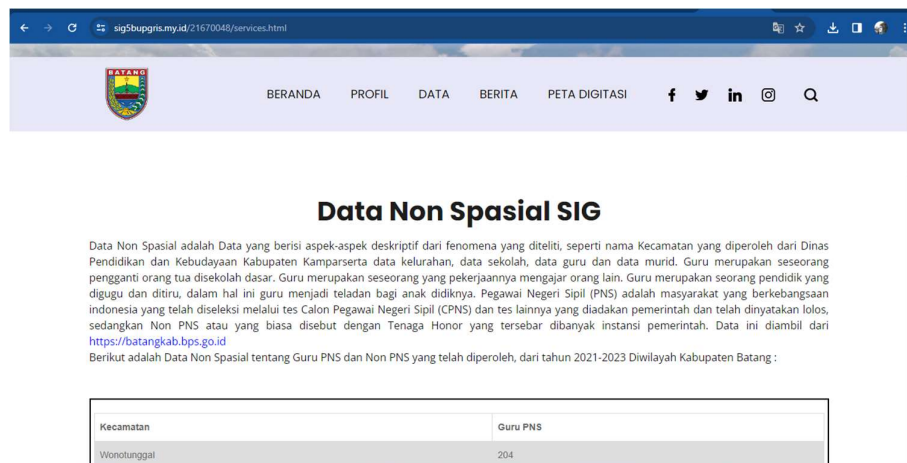 sig5bupgris.my.id/21670048/services.html
BATANG
BERANDA PROFIL DATA BERITA PETA DIGITASI
Data Non Spasial SIG
Data Non Spasial adalah Data yang berisi aspek-aspek deskriptif dari fenomena yang diteliti, seperti nama Kecamatan yang diperoleh dari Dinas
Pendidikan dan Kebudayaan Kabupaten Kamparserta data kelurahan, data sekolah, data guru dan data murid. Guru merupakan seseorang
pengganti orang tua disekolah dasar. Guru merupakan seseorang yang pekerjaannya mengajar orang lain. Guru merupakan seorang pendidik yang
digugu dan ditiru, dalam hal ini guru menjadi teladan bagi anak didiknya. Pegawai Negeri Sipil (PNS) adalah masyarakat yang berkebangsaan
indonesia yang telah diseleksi melalui tes Calon Pegawai Negeri Sipil (CPNS) dan tes lainnya yang diadakan pemerintah dan telah dinyatakan lolos,
sedangkan Non PNS atau yang biasa disebut dengan Tenaga Honor yang tersebar dibanyak instansi pemerintah. Data ini diambil dari
https://batangkab.bps.go.id
Berikut adalah Data Non Spasial tentang Guru PNS dan Non PNS yang telah diperoleh, dari tahun 2021-2023 Diwilayah Kabupaten Batang :
Kecamatan Guru PNS
Wonotunggal 204